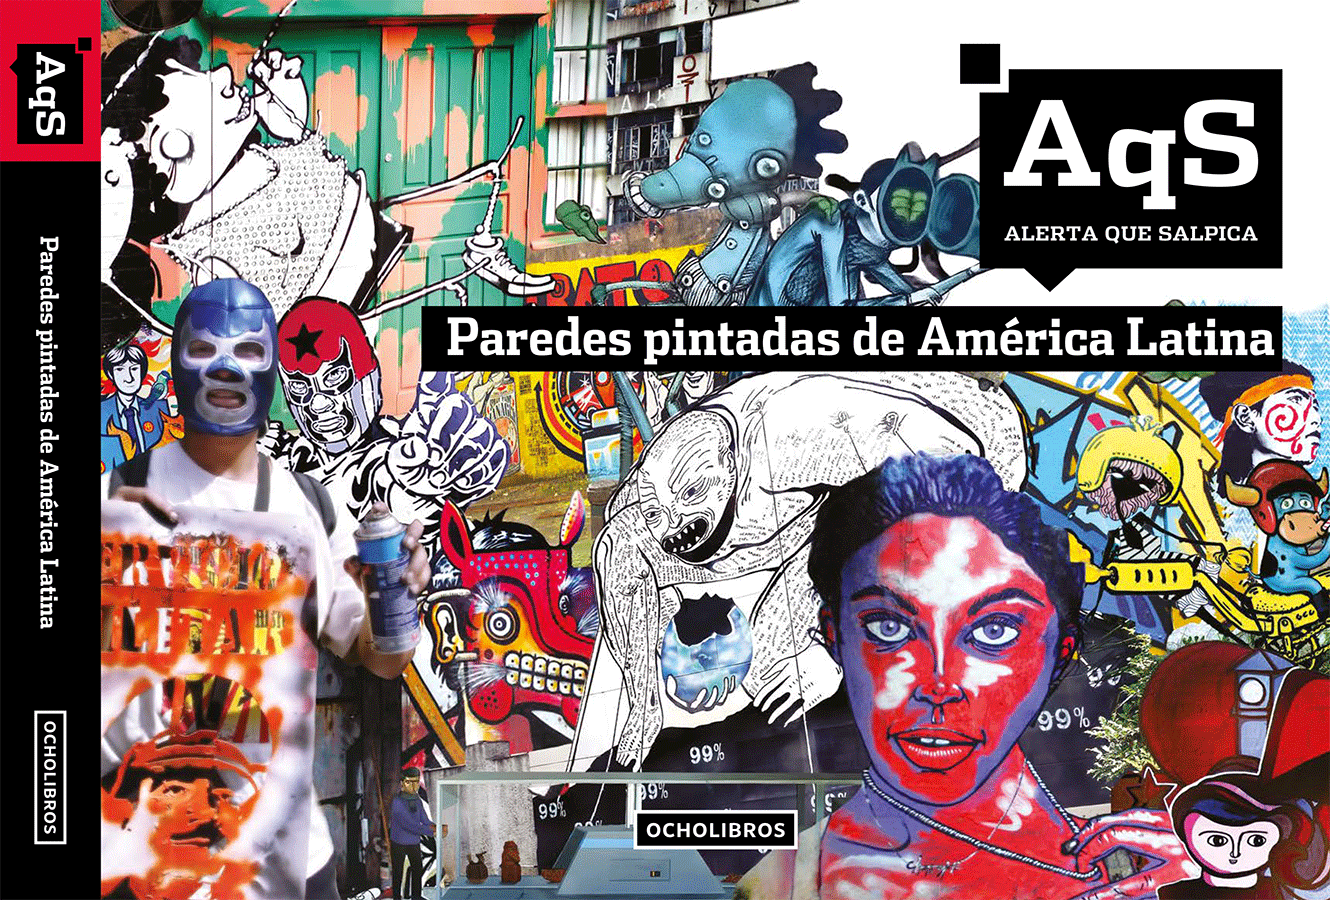 AqS
Paredes pintadas de América Latina
OCHOLIBROS
AqS
ALERTA QUE SALPICA
Paredes pintadas de América Latina
99%
99%
99%
99%
OCHOLIBROS